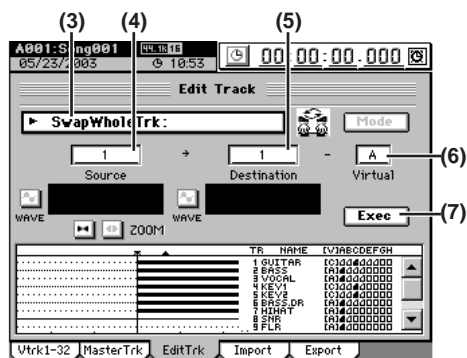 (3) (4) (5)
A001:Song001 44.1k 16
05/23/2003 10:53 00:00:00.000
Edit Track
SwapWholeTrk: Mode
1 → 1 - A (6)
Source Destination Virtual
WAVE WAVE Exec (7)
ZOOM
TR NAME [V]ABCDEFGH
1 GUITAR [C]
2 BASS [A]
3 VOCAL [A]
4 KEY1 [C]
5 KEY2 [C]
6 BASS.DR [A]
7 HIHAT [A]
8 SNR [A]
9 FLR [A]
Vtrk1-32 MasterTrk EditTrk Import Export